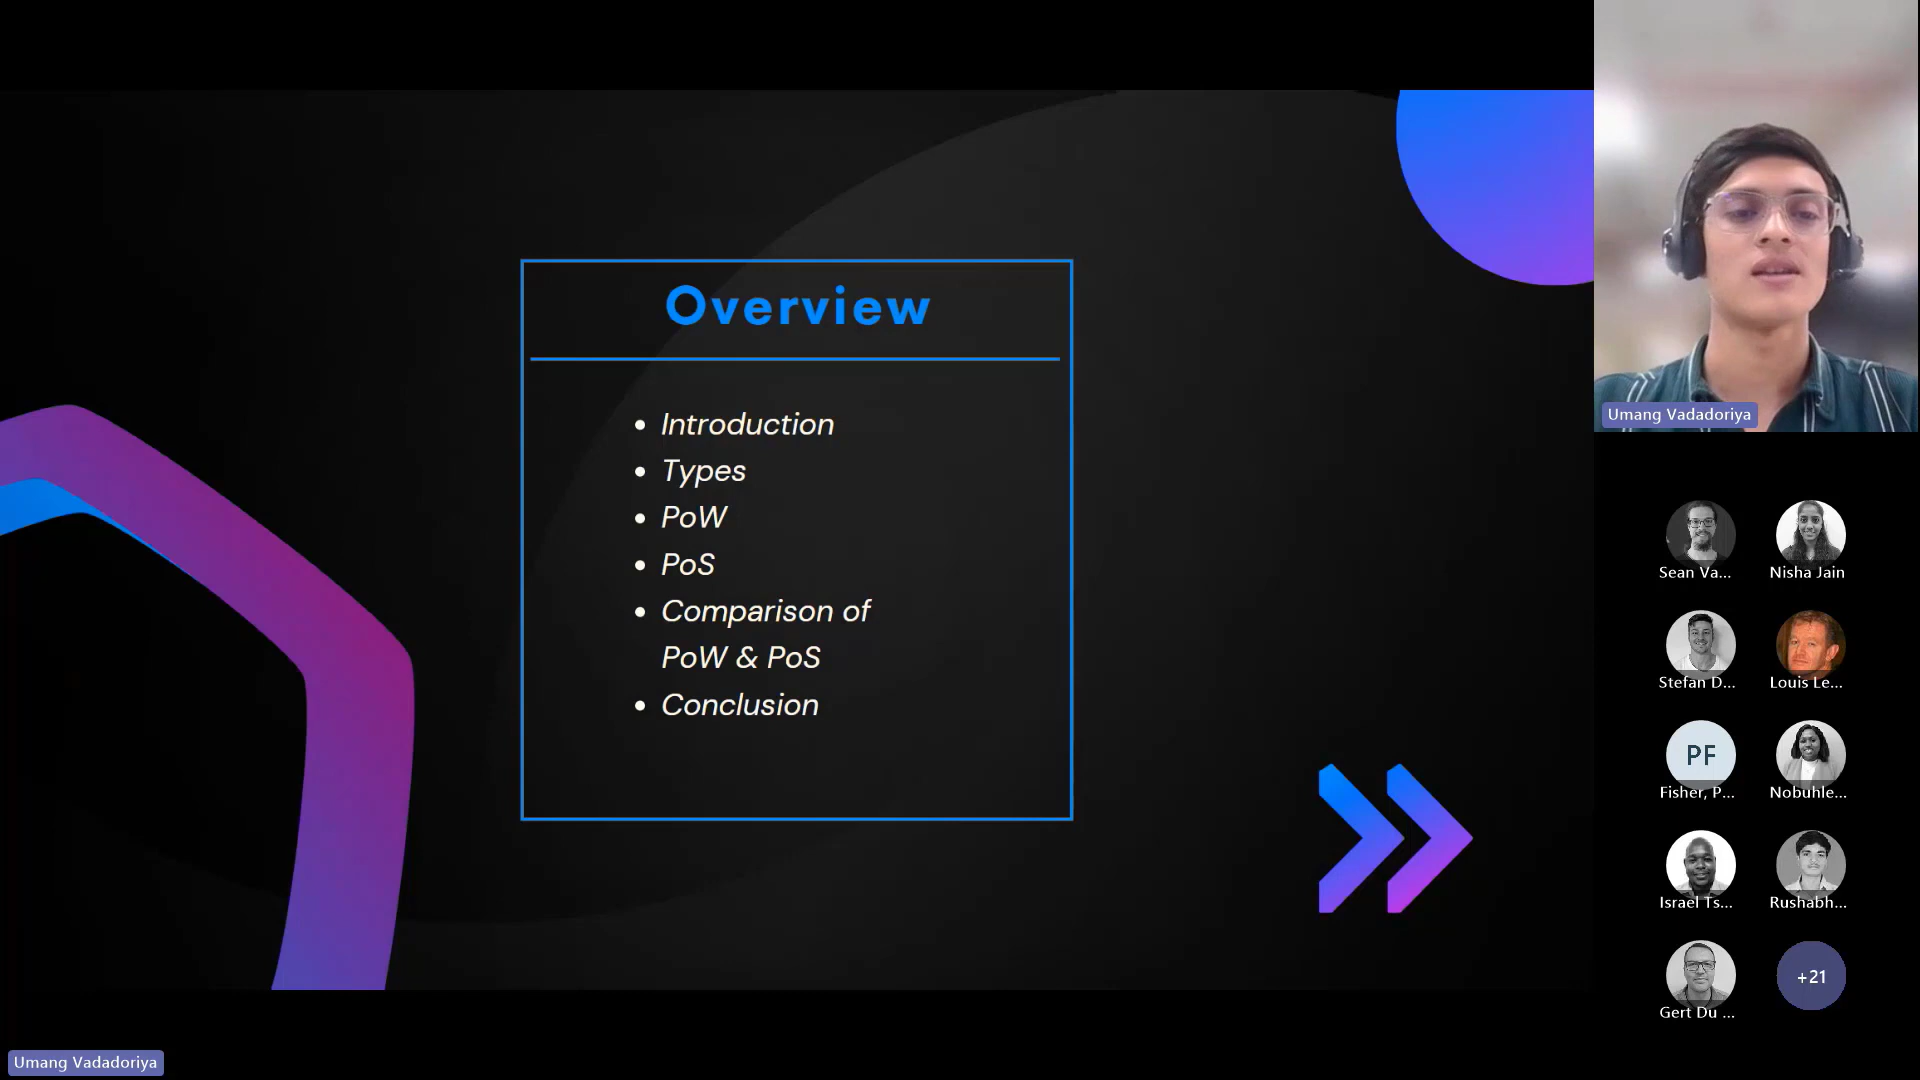 Overview
• Introduction
• Types
• PoW
• PoS
• Comparison of
PoW & PoS
• Conclusion
Umang Vadadoriya
Sean Va...
Nisha Jain
Stefan D...
Louis Le...
PF
Fisher, P...
Nobuhle...
Israel Ts...
Rushabh...
Gert Du ...
+21
Umang Vadadoriya